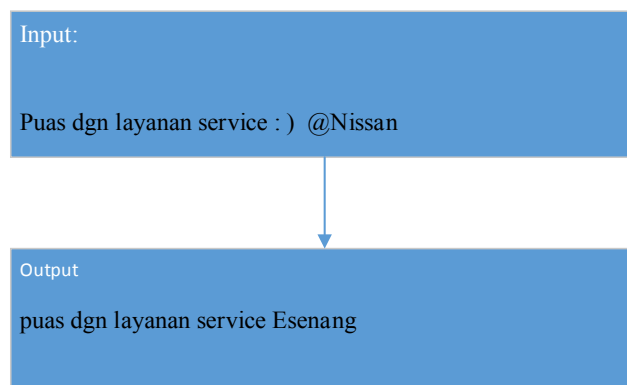 Input:
Puas dgn layanan service : ) @Nissan
Output
puas dgn layanan service Esenang